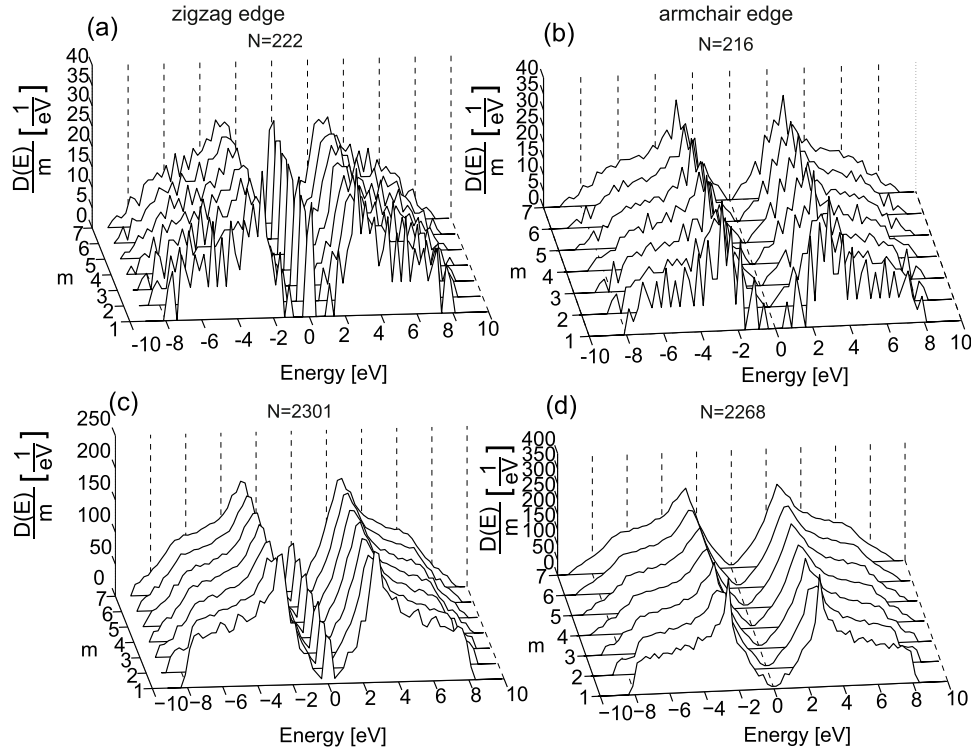 zigzag edge
armchair edge
(a)
N=222
40
35
30
25
20
15
10
5
0
D(E)
m
[1/eV]
7
6
5
4
3
2
1
m
−10 −8 −6 −4 −2 0 2 4 6 8 10
Energy [eV]
(b)
N=216
40
35
30
25
20
15
10
5
0
D(E)
m
[1/eV]
7
6
5
4
3
2
1
−10 −8 −6 −4 −2 0 2 4 6 8 10
Energy [eV]
(c)
N=2301
250
200
150
100
50
0
D(E)
m
[1/eV]
7
6
5
4
3
2
1
m
−10 −8 −6 −4 −2 0 2 4 6 8 10
Energy [eV]
(d)
N=2268
400
350
300
250
200
150
100
50
0
D(E)
m
[1/eV]
7
6
5
4
3
2
1
m
−10 −8 −6 −4 −2 0 2 4 6 8 10
Energy [eV]